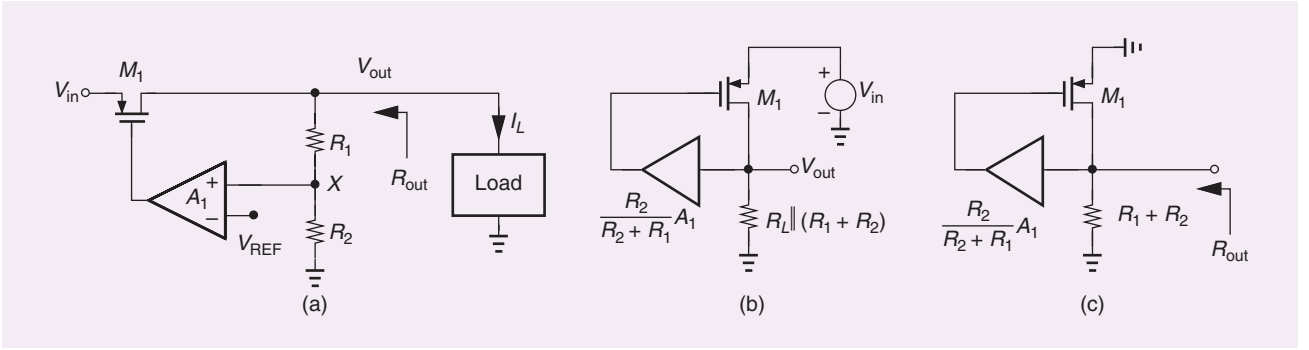 V_in
M_1
V_out
I_L
R_1
A_1
+
−
X
R_out
Load
V_REF
R_2
(a)
M_1
+
−
V_in
V_out
R_2 / (R_2 + R_1) A_1
R_L || (R_1 + R_2)
(b)
M_1
R_2 / (R_2 + R_1) A_1
R_1 + R_2
R_out
(c)